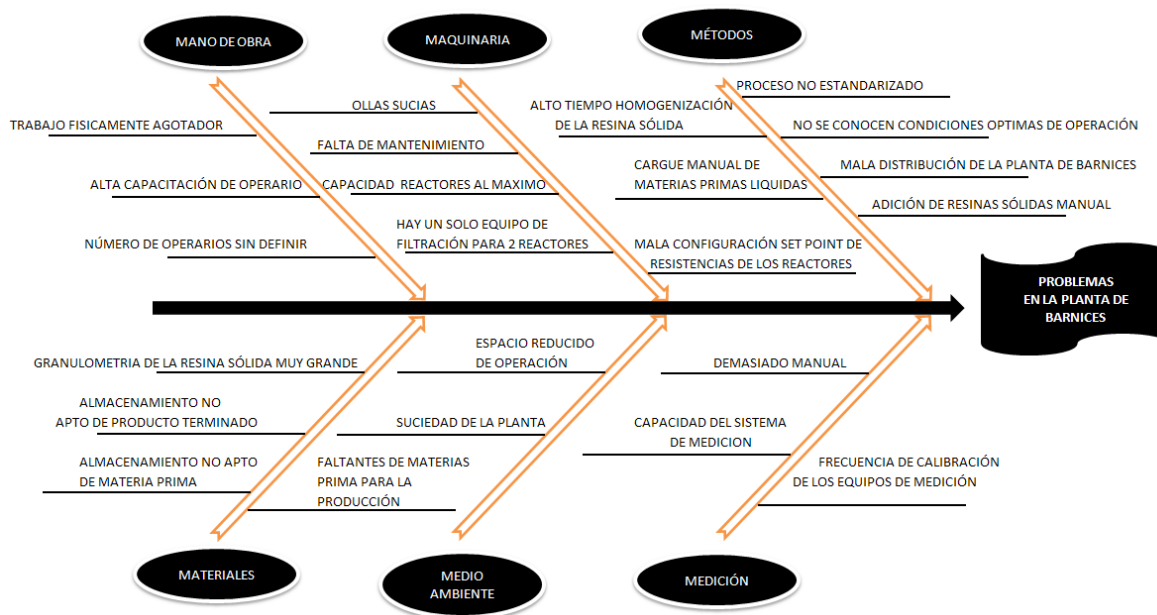 MANO DE OBRA
MAQUINARIA
MÉTODOS
TRABAJO FISICAMENTE AGOTADOR
ALTA CAPACITACIÓN DE OPERARIO
NÚMERO DE OPERARIOS SIN DEFINIR
OLLAS SUCIAS
FALTA DE MANTENIMIENTO
CAPACIDAD REACTORES AL MAXIMO
HAY UN SOLO EQUIPO DE
FILTRACIÓN PARA 2 REACTORES
ALTO TIEMPO HOMOGENIZACIÓN
DE LA RESINA SÓLIDA
CARGUE MANUAL DE
MATERIAS PRIMAS LIQUIDAS
MALA CONFIGURACIÓN SET POINT DE
RESISTENCIAS DE LOS REACTORES
PROCESO NO ESTANDARIZADO
NO SE CONOCEN CONDICIONES OPTIMAS DE OPERACIÓN
MALA DISTRIBUCIÓN DE LA PLANTA DE BARNICES
ADICIÓN DE RESINAS SÓLIDAS MANUAL
PROBLEMAS
EN LA PLANTA DE
BARNICES
GRANULOMETRIA DE LA RESINA SÓLIDA MUY GRANDE
ALMACENAMIENTO NO
APTO DE PRODUCTO TERMINADO
ALMACENAMIENTO NO APTO
DE MATERIA PRIMA
FALTANTES DE MATERIAS
PRIMA PARA LA
PRODUCCIÓN
ESPACIO REDUCIDO
DE OPERACIÓN
SUCIEDAD DE LA PLANTA
DEMASIADO MANUAL
CAPACIDAD DEL SISTEMA
DE MEDICION
FRECUENCIA DE CALIBRACIÓN
DE LOS EQUIPOS DE MEDICIÓN
MATERIALES
MEDIO
AMBIENTE
MEDICIÓN